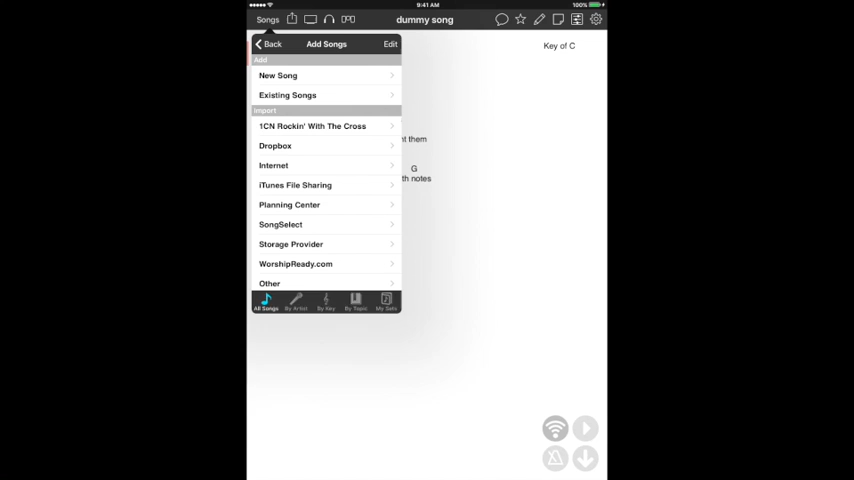 9:41 AM
100%
Songs
dummy song
Back
Add Songs
Edit
Key of C
Add
New Song
Existing Songs
Import
1CN Rockin' With The Cross
nt them
Dropbox
Internet
G
th notes
iTunes File Sharing
Planning Center
SongSelect
Storage Provider
WorshipReady.com
Other
All Songs
By Artist
By Key
By Topic
My Sets